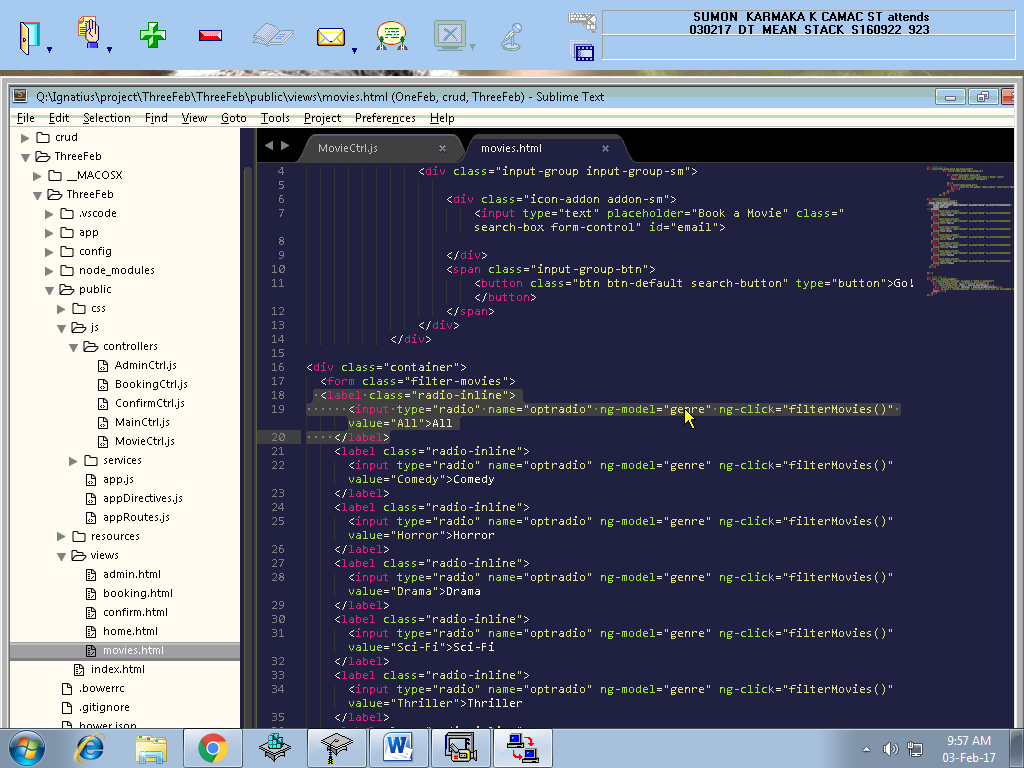 SUMON KARMAKA K CAMAC ST attends
030217 DT MEAN STACK S160922 923
Q:\Ignatius\project\ThreeFeb\ThreeFeb\public\views\movies.html (OneFeb, crud, ThreeFeb) - Sublime Text
File Edit Selection Find View Goto Tools Project Preferences Help
crud
ThreeFeb
__MACOSX
ThreeFeb
.vscode
app
config
node_modules
public
css
js
controllers
AdminCtrl.js
BookingCtrl.js
ConfirmCtrl.js
MainCtrl.js
MovieCtrl.js
services
app.js
appDirectives.js
appRoutes.js
resources
views
admin.html
booking.html
confirm.html
home.html
movies.html
index.html
.bowerrc
.gitignore
bower.json
MovieCtrl.js × movies.html ×
4 <div class="input-group input-group-sm">
5
6 <div class="icon-addon addon-sm">
7 <input type="text" placeholder="Book a Movie" class="
search-box form-control" id="email">
8
9 </div>
10 <span class="input-group-btn">
11 <button class="btn btn-default search-button" type="button">Go!
</button>
12 </span>
13 </div>
14 </div>
15
16 <div class="container">
17 <form class="filter-movies">
18 <label class="radio-inline">
19 <input type="radio" name="optradio" ng-model="genre" ng-click="filterMovies()"
value="All">All
20 </label>
21 <label class="radio-inline">
22 <input type="radio" name="optradio" ng-model="genre" ng-click="filterMovies()"
value="Comedy">Comedy
23 </label>
24 <label class="radio-inline">
25 <input type="radio" name="optradio" ng-model="genre" ng-click="filterMovies()"
value="Horror">Horror
26 </label>
27 <label class="radio-inline">
28 <input type="radio" name="optradio" ng-model="genre" ng-click="filterMovies()"
value="Drama">Drama
29 </label>
30 <label class="radio-inline">
31 <input type="radio" name="optradio" ng-model="genre" ng-click="filterMovies()"
value="Sci-Fi">Sci-Fi
32 </label>
33 <label class="radio-inline">
34 <input type="radio" name="optradio" ng-model="genre" ng-click="filterMovies()"
value="Thriller">Thriller
35 </label>
9:57 AM
03-Feb-17